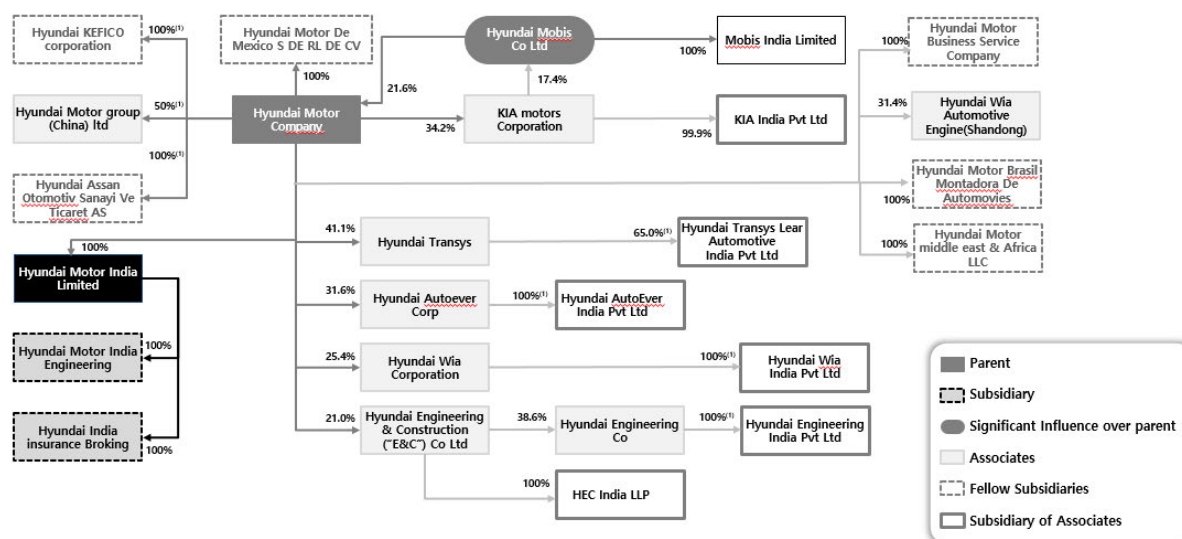 Hyundai KEFICO
corporation
100%(1)
Hyundai Motor De
Mexico S DE RL DE CV
100%
Hyundai Mobis
Co Ltd
100%
Mobis India Limited
100%
Hyundai Motor
Business Service
Company
21.6%
17.4%
Hyundai Motor group
(China) ltd
50%(1)
Hyundai Motor
Company
34.2%
KIA motors
Corporation
99.9%
KIA India Pvt Ltd
31.4%
Hyundai Wia
Automotive
Engine(Shandong)
100%(1)
Hyundai Assan
Otomotiv Sanayi Ve
Ticaret AS
100%
Hyundai Motor Brasil
Montadora De
Automovies
100%
Hyundai Motor India
Limited
41.1%
Hyundai Transys
65.0%(1)
Hyundai Transys Lear
Automotive
India Pvt Ltd
100%
Hyundai Motor
middle east & Africa
LLC
31.6%
Hyundai Autoever
Corp
100%(1)
Hyundai AutoEver
India Pvt Ltd
Hyundai Motor India
Engineering
100%
25.4%
Hyundai Wia
Corporation
100%(1)
Hyundai Wia
India Pvt Ltd
Hyundai India
insurance Broking
100%
21.0%
Hyundai Engineering
& Construction
("E&C") Co Ltd
38.6%
Hyundai Engineering
Co
100%(1)
Hyundai Engineering
India Pvt Ltd
100%
HEC India LLP
Parent
Subsidiary
Significant Influence over parent
Associates
Fellow Subsidiaries
Subsidiary of Associates